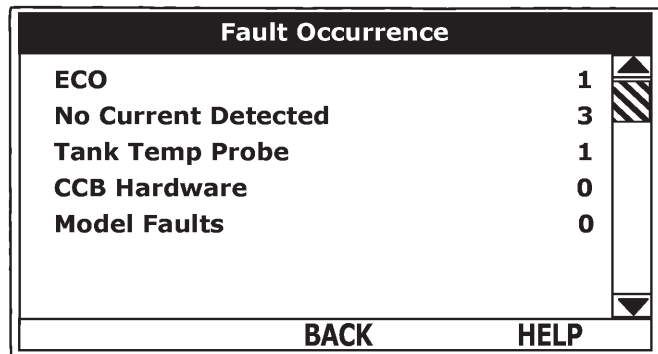 Fault Occurrence
ECO 1
No Current Detected 3
Tank Temp Probe 1
CCB Hardware 0
Model Faults 0
BACK HELP